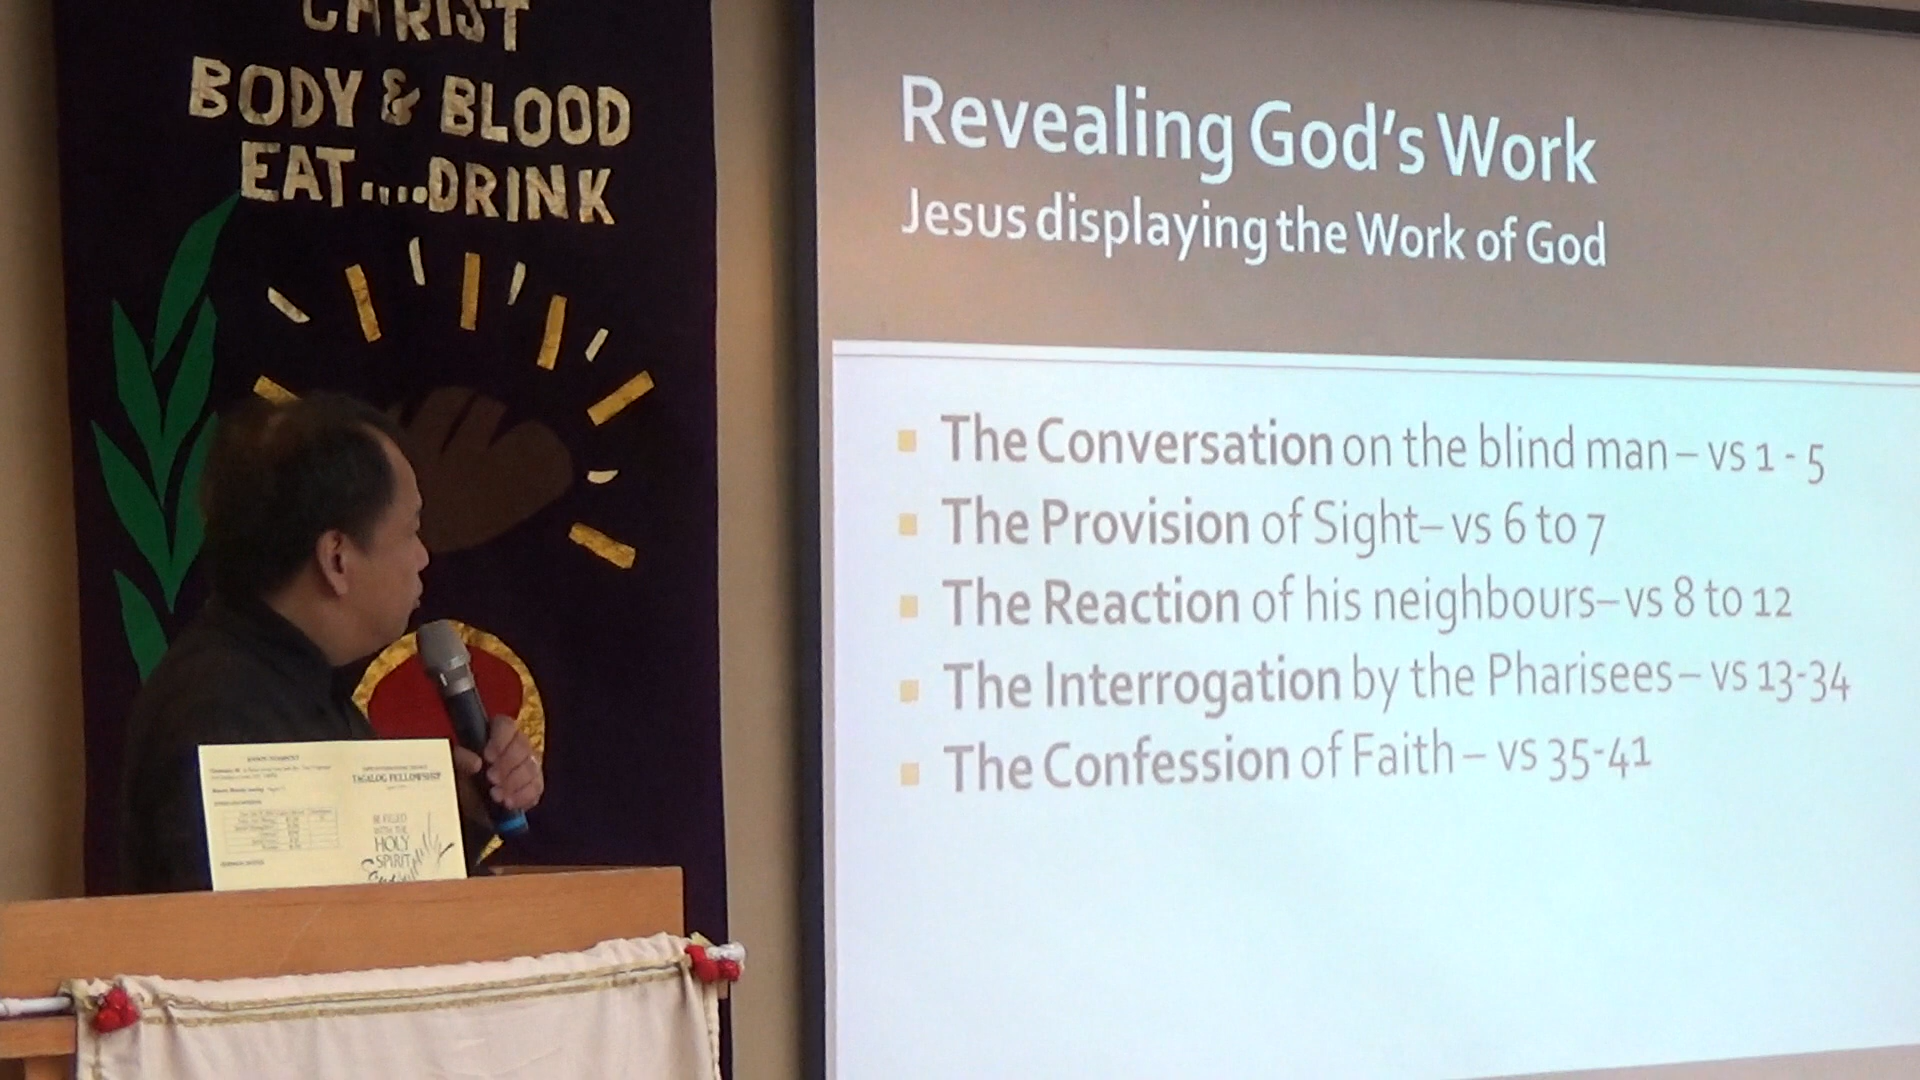 CHRIST
BODY & BLOOD
EAT....DRINK
Revealing God's Work
Jesus displaying the Work of God
The Conversation on the blind man – vs 1 - 5
The Provision of Sight– vs 6 to 7
The Reaction of his neighbours– vs 8 to 12
The Interrogation by the Pharisees– vs 13-34
The Confession of Faith – vs 35-41
TAGALOG FELLOWSHIP
BE FILLED
WITH THE
HOLY
SPIRIT